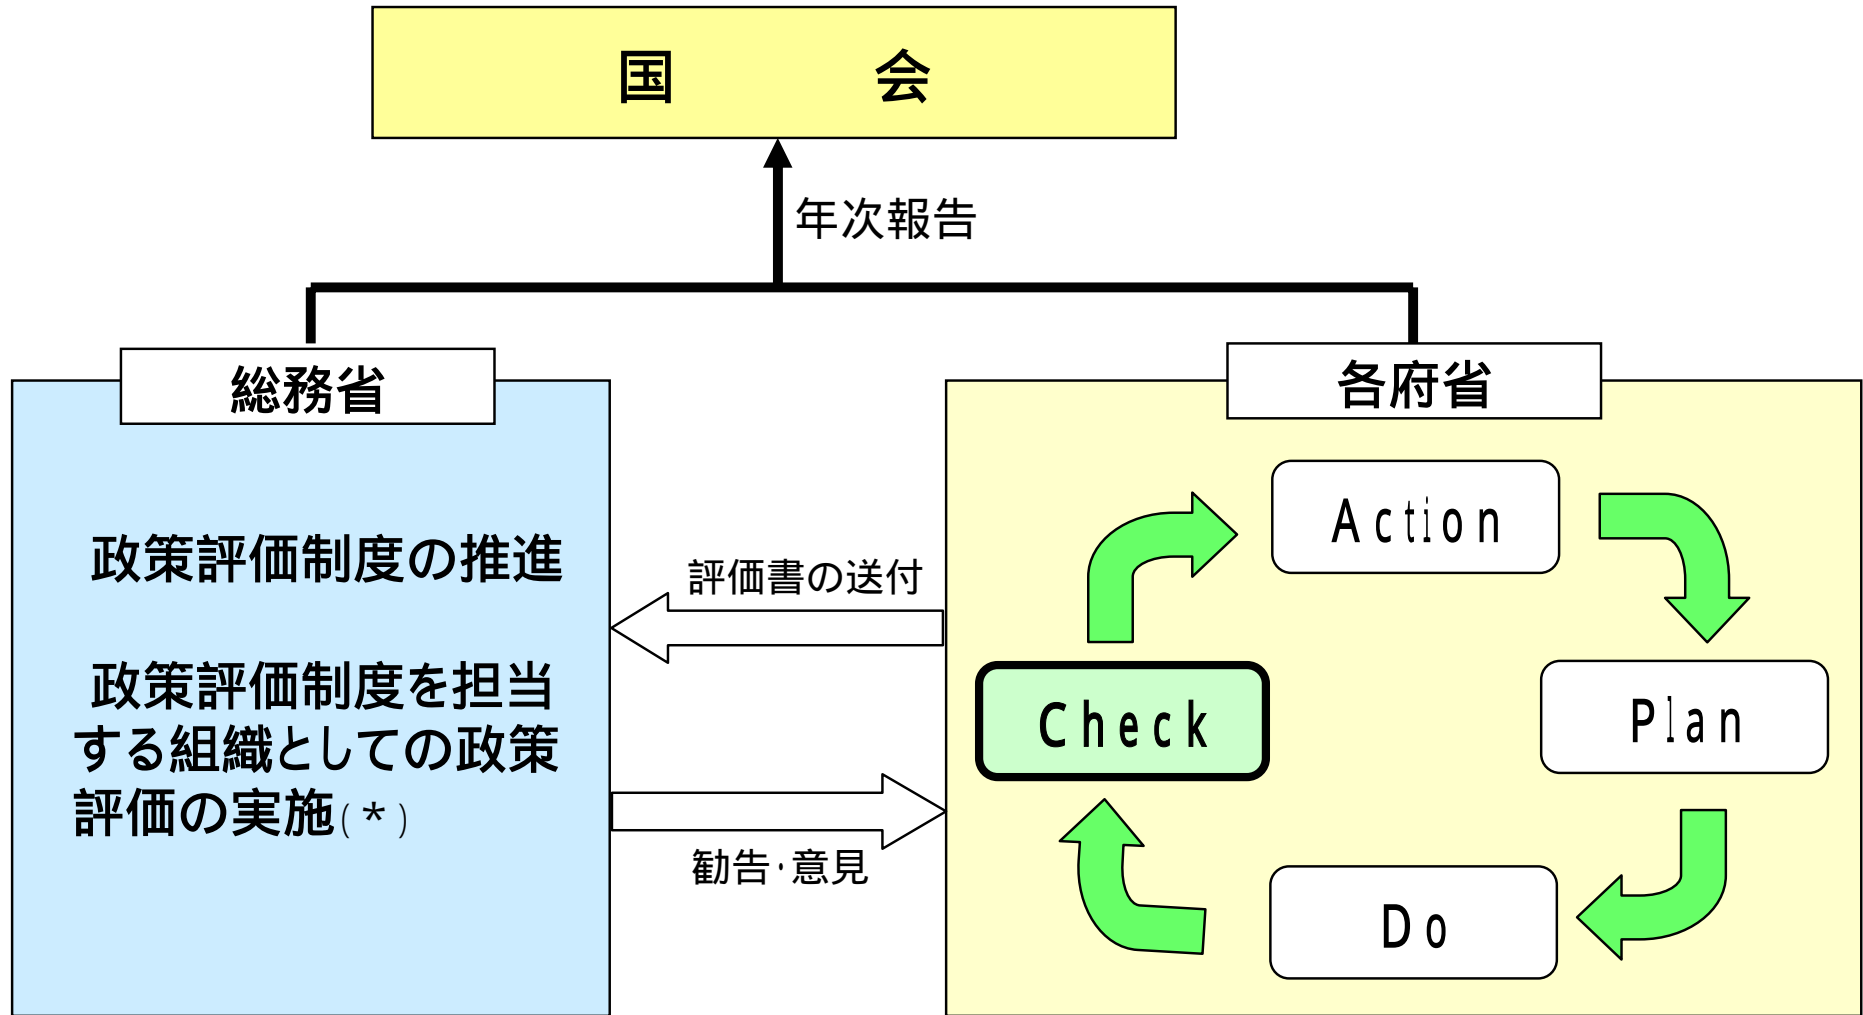 国 会
年次報告
総務省
各府省
政策評価制度の推進
政策評価制度を担当
する組織としての政策
評価の実施(*)
評価書の送付
勧告・意見
Action
Check
Plan
Do